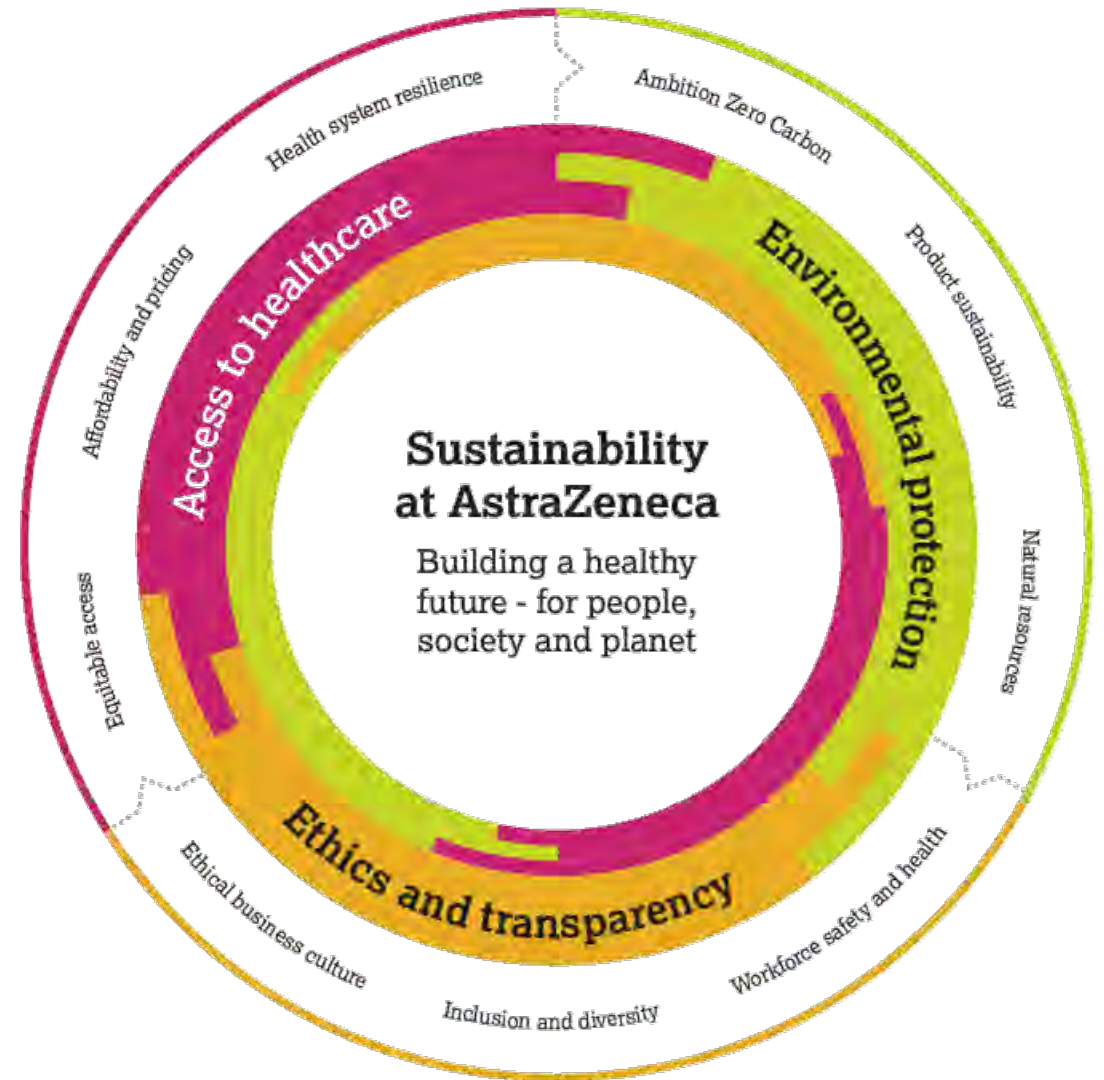 Sustainability
at AstraZeneca
Building a healthy
future - for people,
society and planet
Access to healthcare
Equitable access
Affordability and pricing
Health system resilience
Environmental protection
Ambition Zero Carbon
Product sustainability
Natural resources
Ethics and transparency
Ethical business culture
Inclusion and diversity
Workforce safety and health